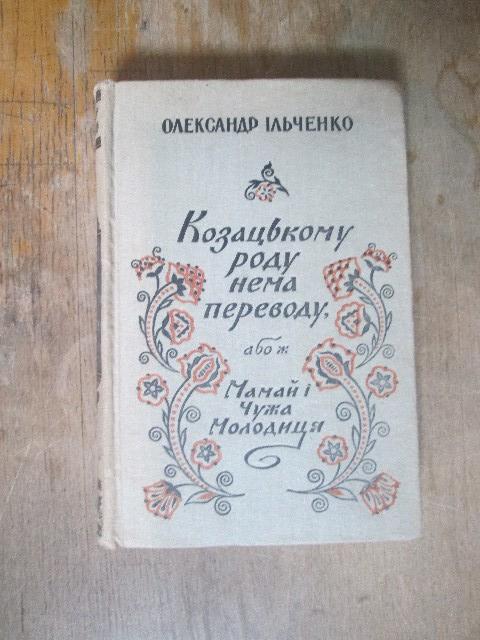 ОЛЕКСАНДР ІЛЬЧЕНКО
Козацькому
роду
нема
переводу,
або ж
Мамай і
Чужа
Молодиця